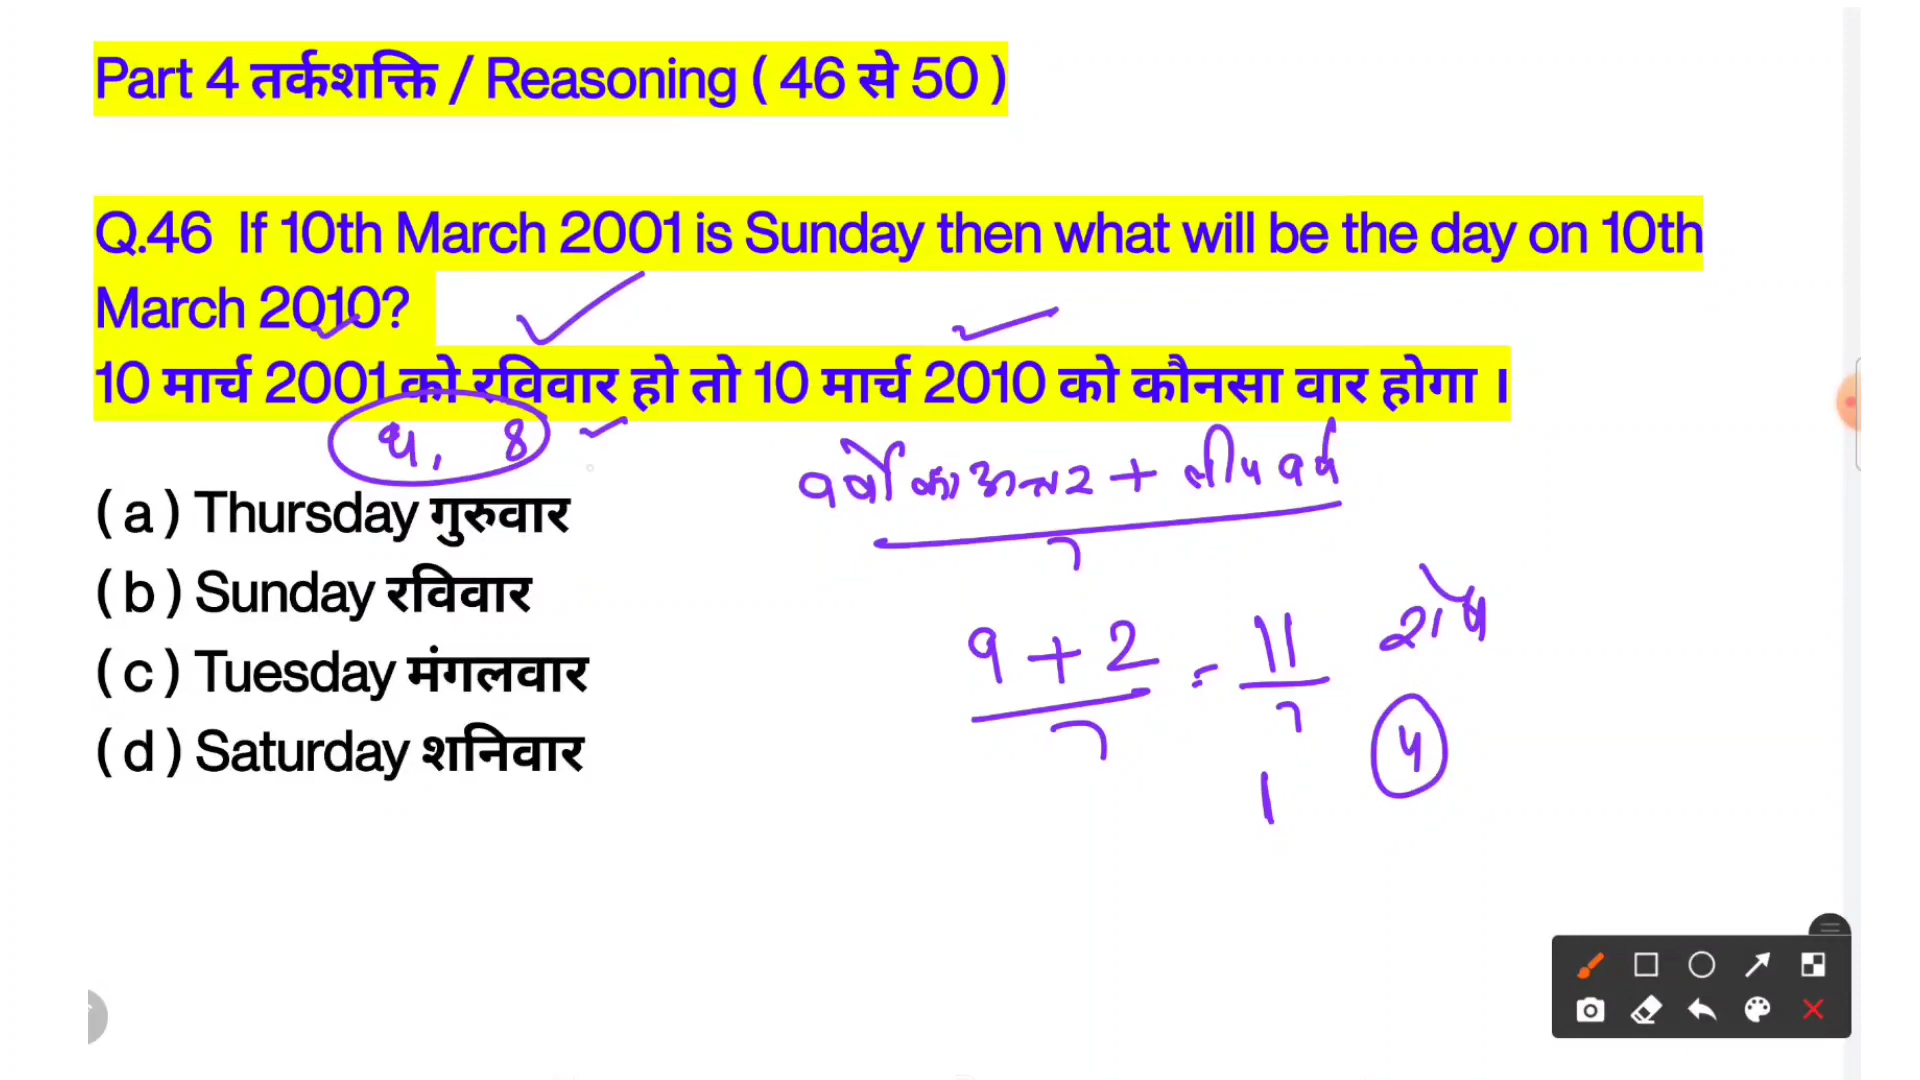 Part 4 तर्कशक्ति / Reasoning ( 46 से 50 )
Q.46 If 10th March 2001 is Sunday then what will be the day on 10th
March 2010?
10 मार्च 2001 को रविवार हो तो 10 मार्च 2010 को कौनसा वार होगा ।
4, 8
वर्षो का अन्तर + लीप वर्ष
7
( a ) Thursday गुरुवार
( b ) Sunday रविवार
( c ) Tuesday मंगलवार
( d ) Saturday शनिवार
9 + 2 = 11 शेष
7 7
1 4